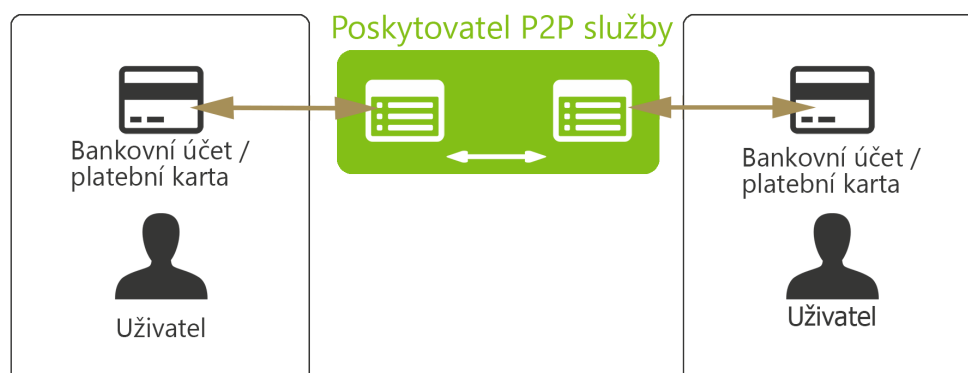 Poskytovatel P2P služby
Bankovní účet /
platební karta
Uživatel
Bankovní účet /
platební karta
Uživatel